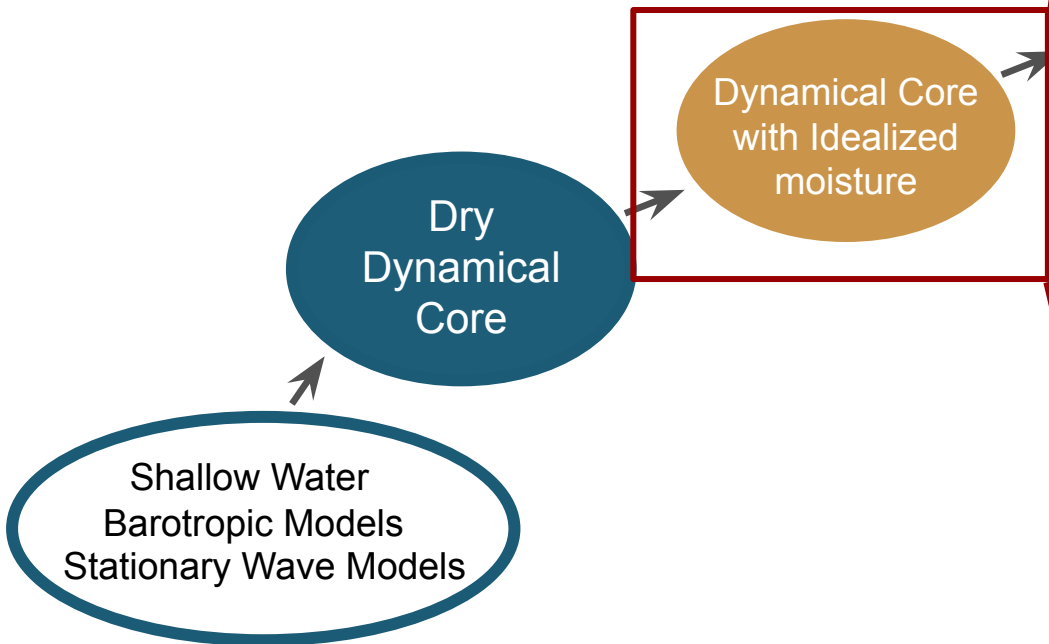 Dynamical Core
with Idealized
moisture
Dry
Dynamical
Core
Shallow Water
Barotropic Models
Stationary Wave Models